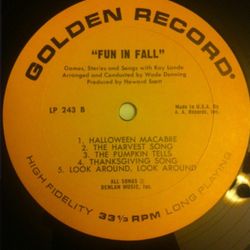 GOLDEN RECORD
"FUN IN FALL"
Games, Stories and Songs with Ray Lande
Arranged and Conducted by Wade Denning
Produced by Howard Scott
LP 243 B
Made in U.S.A. By
A. A. Records, Inc.
1. HALLOWEEN MACABRE
2. THE HARVEST SONG
3. THE PUMPKIN TELLS
4. THANKSGIVING SONG
5. LOOK AROUND, LOOK AROUND
ALL SONGS ©
DENLAN MUSIC, Inc.
HIGH FIDELITY 33⅓ RPM LONG PLAYING